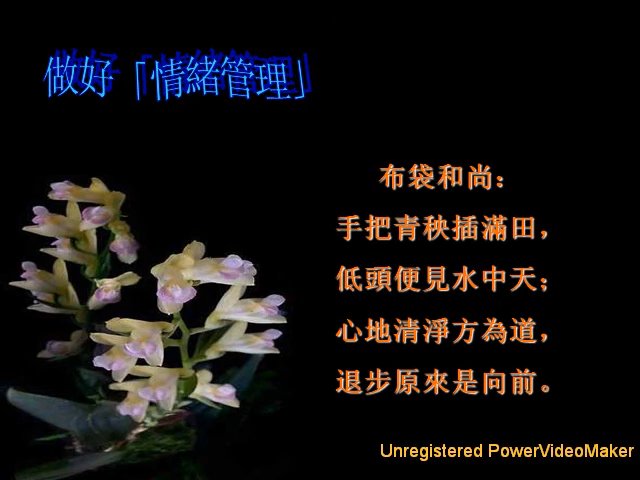 做好「情緒管理」
布袋和尚：
手把青秧插滿田，
低頭便見水中天；
心地清淨方為道，
退步原來是向前。
Unregistered PowerVideoMaker